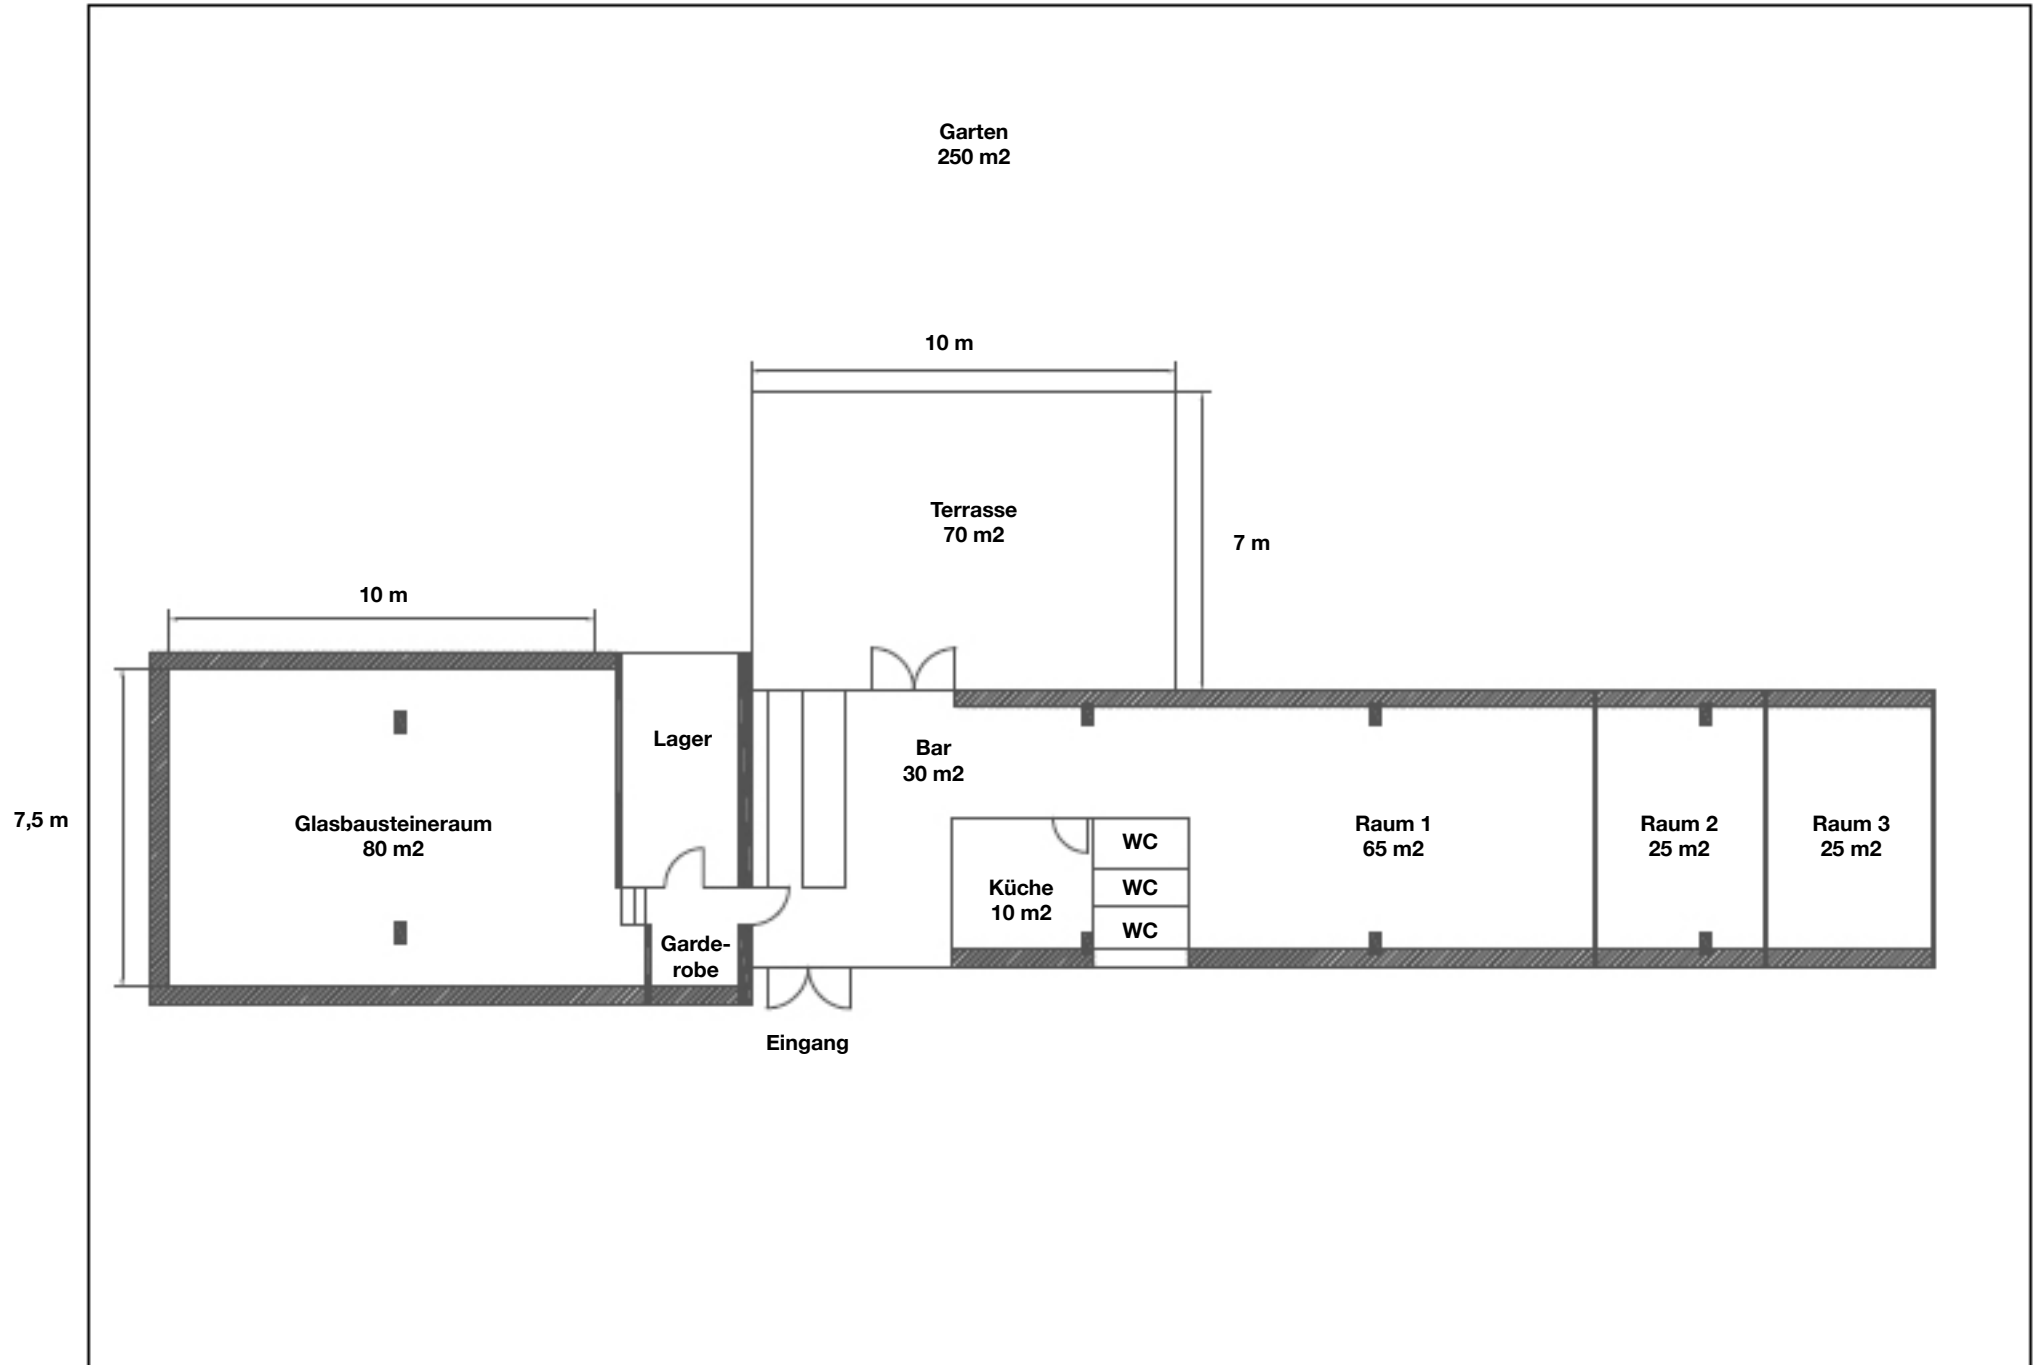 Garten
250 m2
10 m
Terrasse
70 m2
7 m
10 m
7,5 m
Glasbausteineraum
80 m2
Lager
Garde-
robe
Bar
30 m2
Küche
10 m2
WC
WC
WC
Raum 1
65 m2
Raum 2
25 m2
Raum 3
25 m2
Eingang